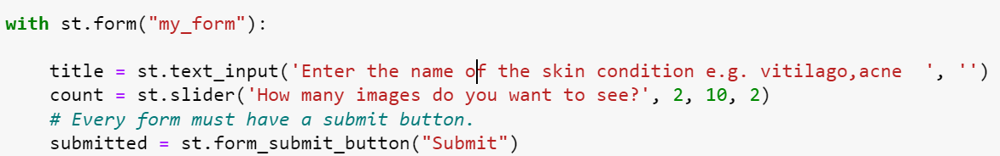 with st.form("my_form"):
title = st.text_input('Enter the name of the skin condition e.g. vitilago,acne  ', '')
count = st.slider('How many images do you want to see?', 2, 10, 2)
# Every form must have a submit button.
submitted = st.form_submit_button("Submit")